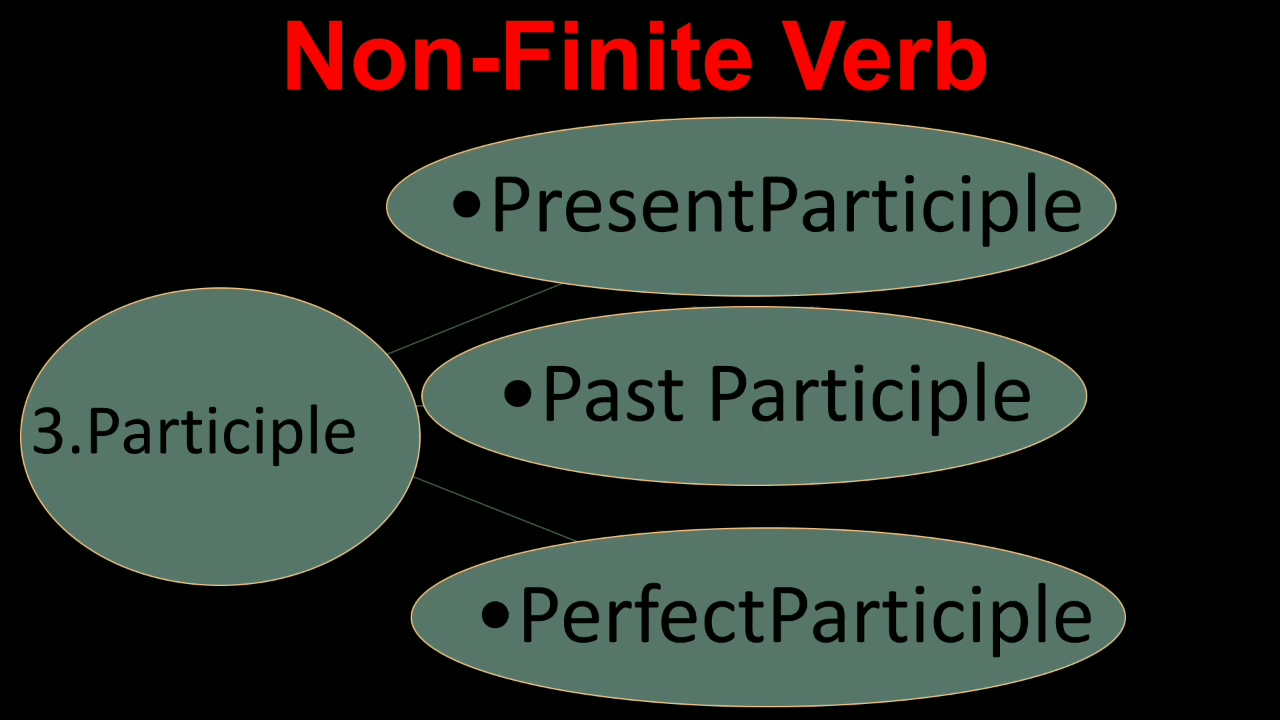 Non-Finite Verb
•PresentParticiple
3.Participle
•Past Participle
•PerfectParticiple